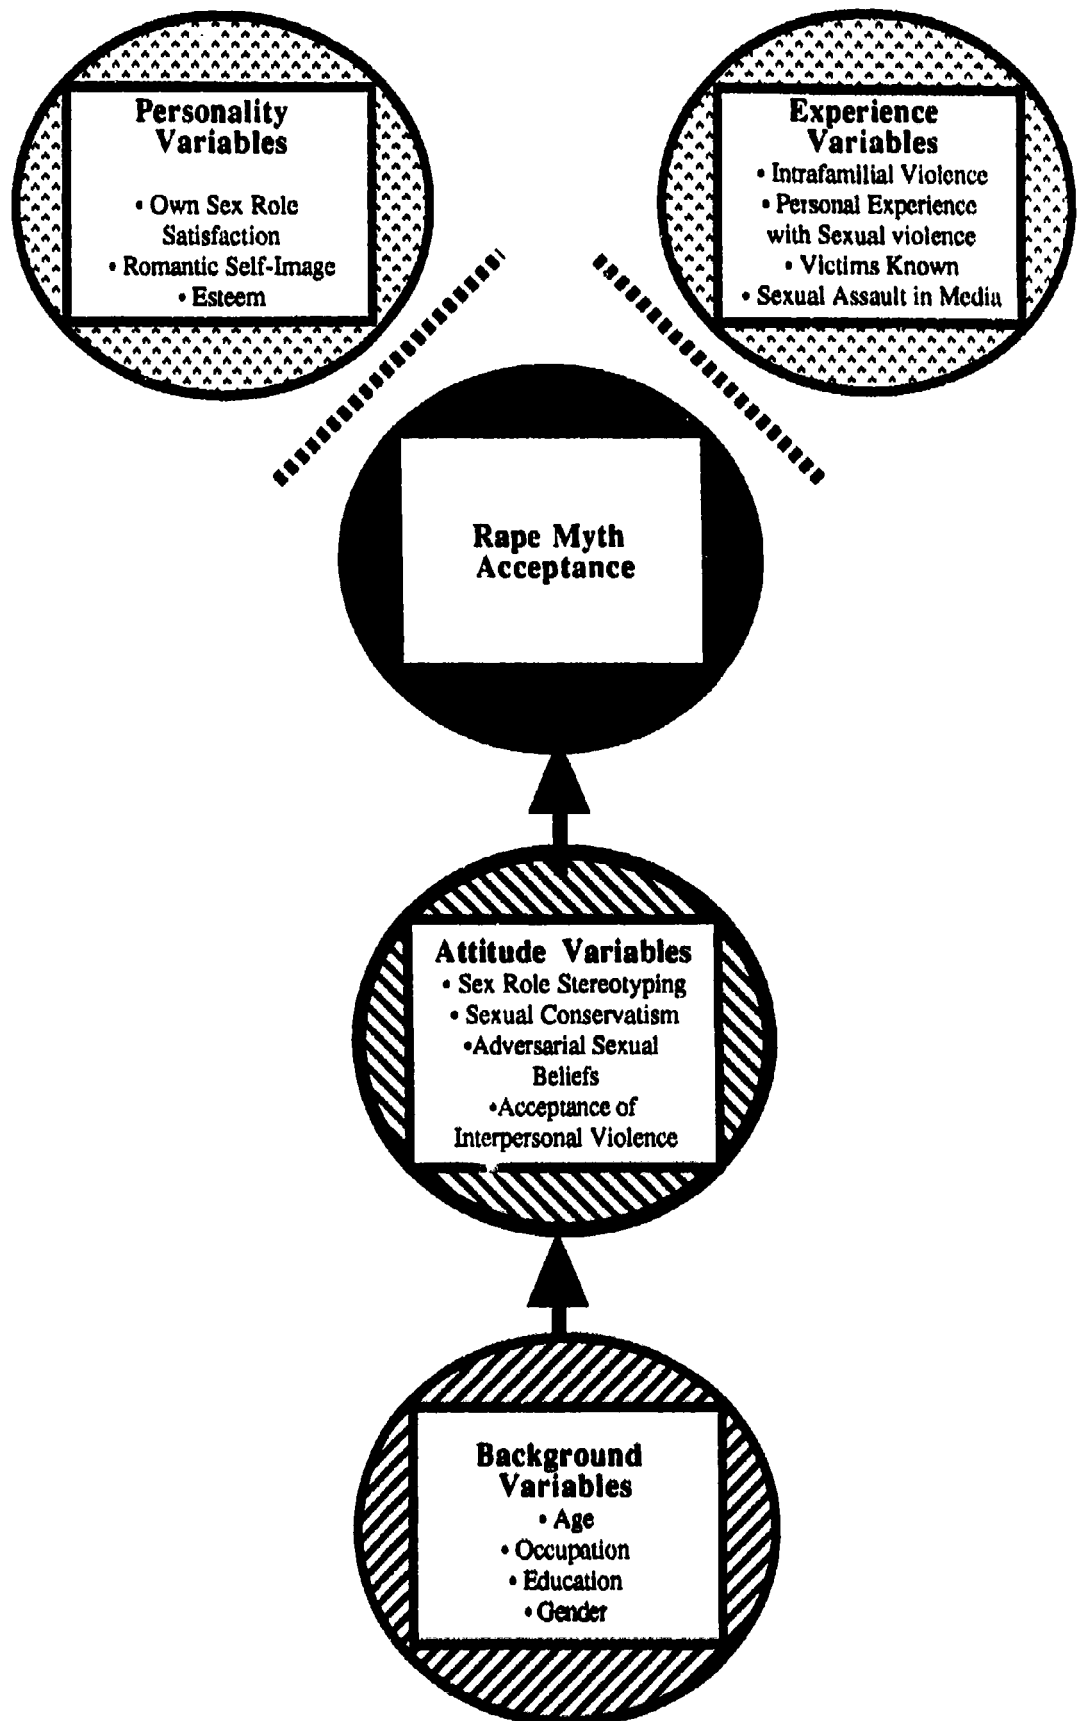 Personality
Variables
• Own Sex Role
Satisfaction
• Romantic Self-Image
• Esteem
Experience
Variables
• Intrafamilial Violence
• Personal Experience
with Sexual violence
• Victims Known
• Sexual Assault in Media
Rape Myth
Acceptance
Attitude Variables
• Sex Role Stereotyping
• Sexual Conservatism
•Adversarial Sexual
Beliefs
•Acceptance of
Interpersonal Violence
Background
Variables
• Age
• Occupation
• Education
• Gender